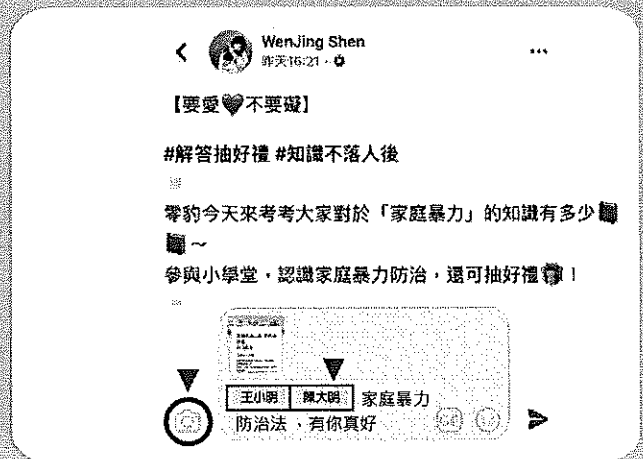 WenJing Shen
昨天16:21 ·
【要愛🖤不要礙】
#解答抽好禮 #知識不落人後
零豹今天來考考大家對於「家庭暴力」的知識有多少
~
參與小學堂，認識家庭暴力防治，還可抽好禮！
王小明 陳大明 家庭暴力
防治法、有你真好